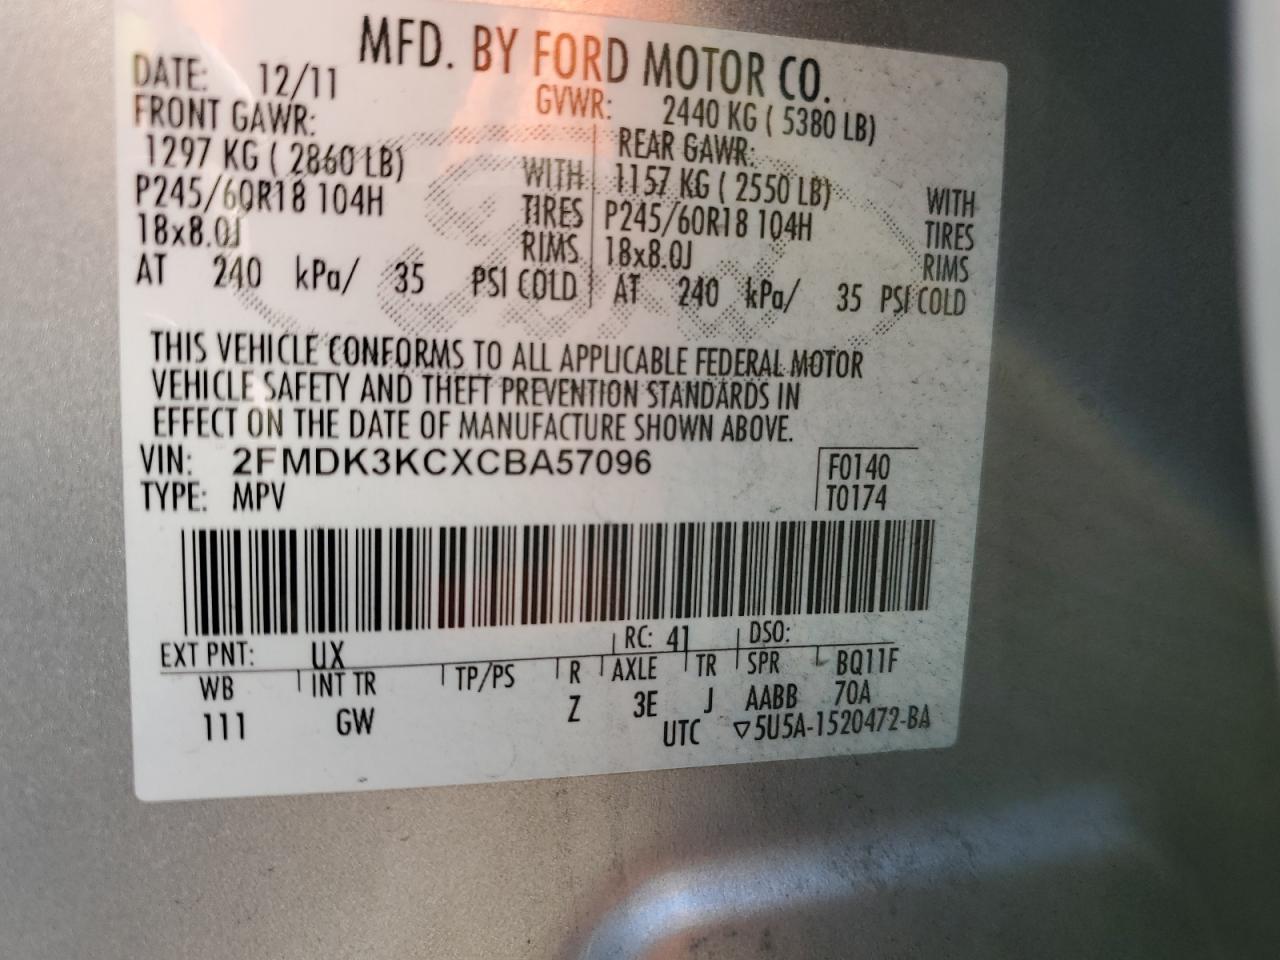 MFD. BY FORD MOTOR CO.
DATE: 12/11 GVWR: 2440 KG ( 5380 LB)
FRONT GAWR: REAR GAWR:
1297 KG ( 2860 LB) WITH 1157 KG ( 2550 LB) WITH
P245/60R18 104H TIRES P245/60R18 104H TIRES
18x8.0J RIMS 18x8.0J RIMS
AT 240 kPa/ 35 PSI COLD AT 240 kPa/ 35 PSI COLD
THIS VEHICLE CONFORMS TO ALL APPLICABLE FEDERAL MOTOR
VEHICLE SAFETY AND THEFT PREVENTION STANDARDS IN
EFFECT ON THE DATE OF MANUFACTURE SHOWN ABOVE.
VIN: 2FMDK3KCXCBA57096 F0140
TYPE: MPV T0174
EXT PNT: UX RC: 41 DSO:
WB INT TR TP/PS R AXLE TR SPR BQ11F
111 GW Z 3E J AABB 70A
UTC ▽5U5A-1520472-BA